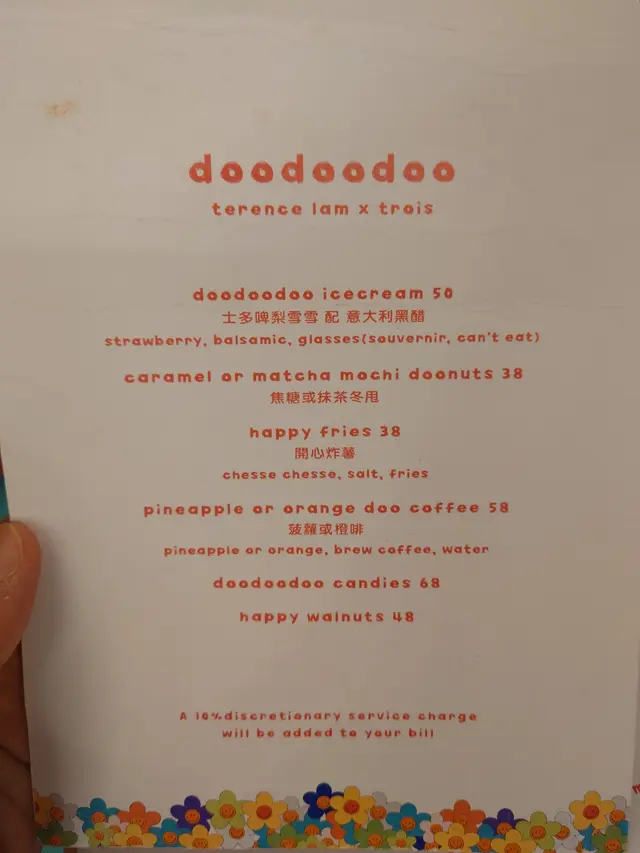 doodoodoo
terence lam x trois
doodoodoo icecream 50
士多啤梨雪雪 配 意大利黑醋
strawberry, balsamic, glasses(souvernir, can't eat)
caramel or matcha mochi doonuts 38
焦糖或抹茶冬甩
happy fries 38
開心炸薯
chesse chesse, salt, fries
pineapple or orange doo coffee 58
菠蘿或橙啡
pineapple or orange, brew coffee, water
doodoodoo candies 68
happy walnuts 48
A 10%discretionary service charge
will be added to your bill